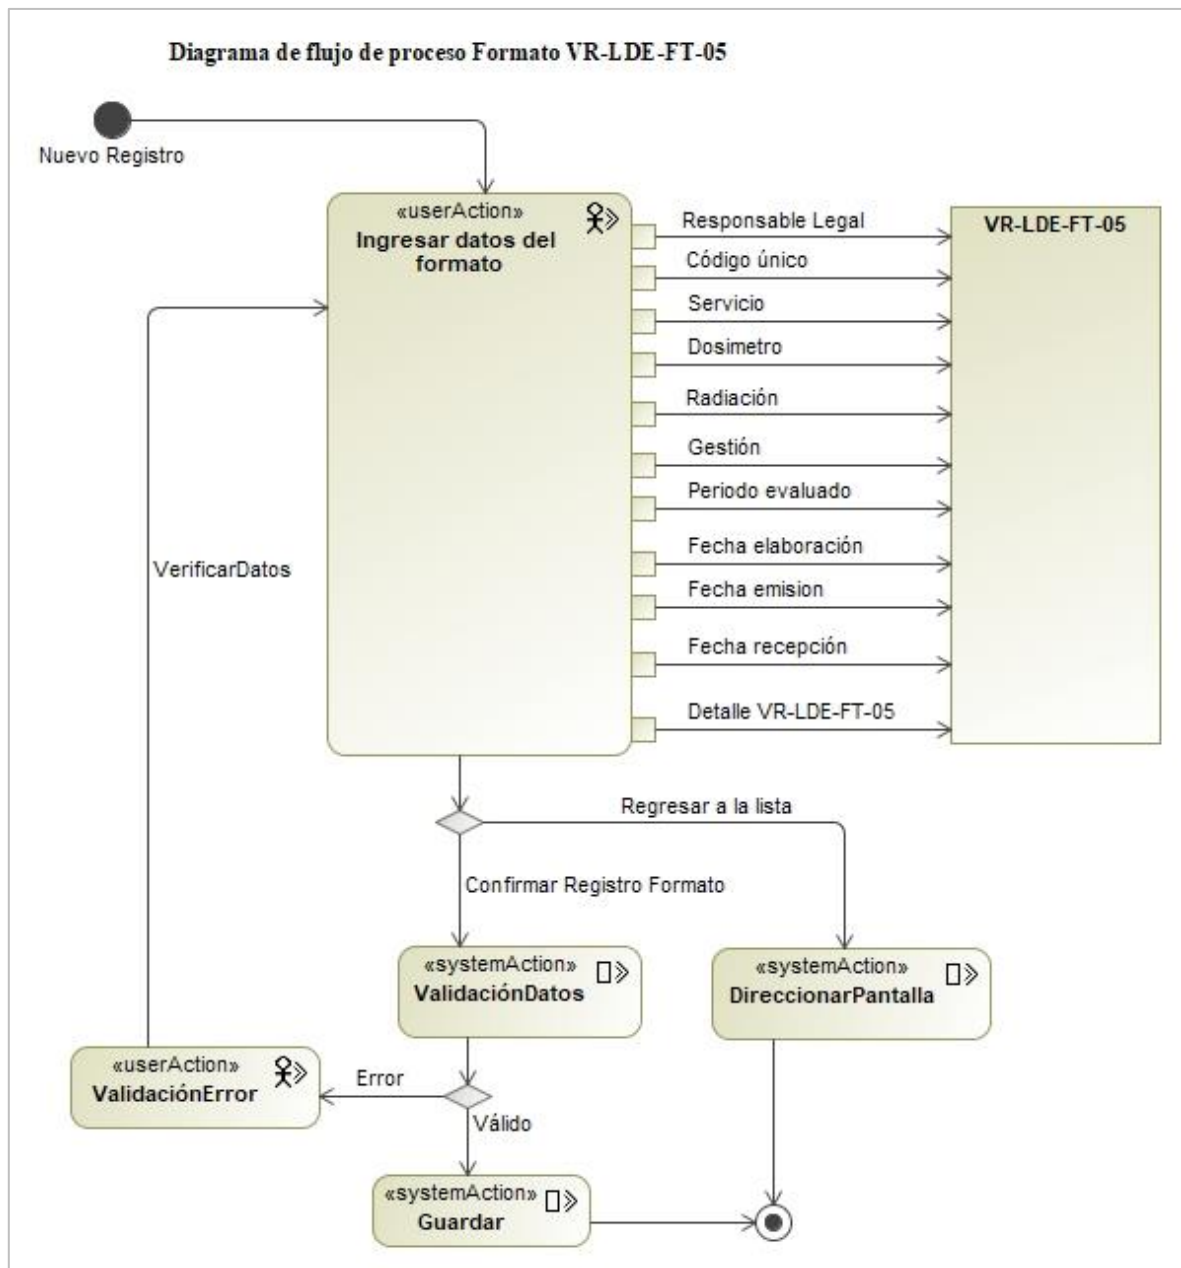 Diagrama de flujo de proceso Formato VR-LDE-FT-05
Nuevo Registro
«userAction»
Ingresar datos del
formato
Responsable Legal
VR-LDE-FT-05
Código único
Servicio
Dosimetro
Radiación
Gestión
Periodo evaluado
Fecha elaboración
Fecha emision
Fecha recepción
Detalle VR-LDE-FT-05
VerificarDatos
Regresar a la lista
Confirmar Registro Formato
«systemAction»
ValidaciónDatos
«systemAction»
DireccionarPantalla
«userAction»
ValidaciónError
Error
Válido
«systemAction»
Guardar